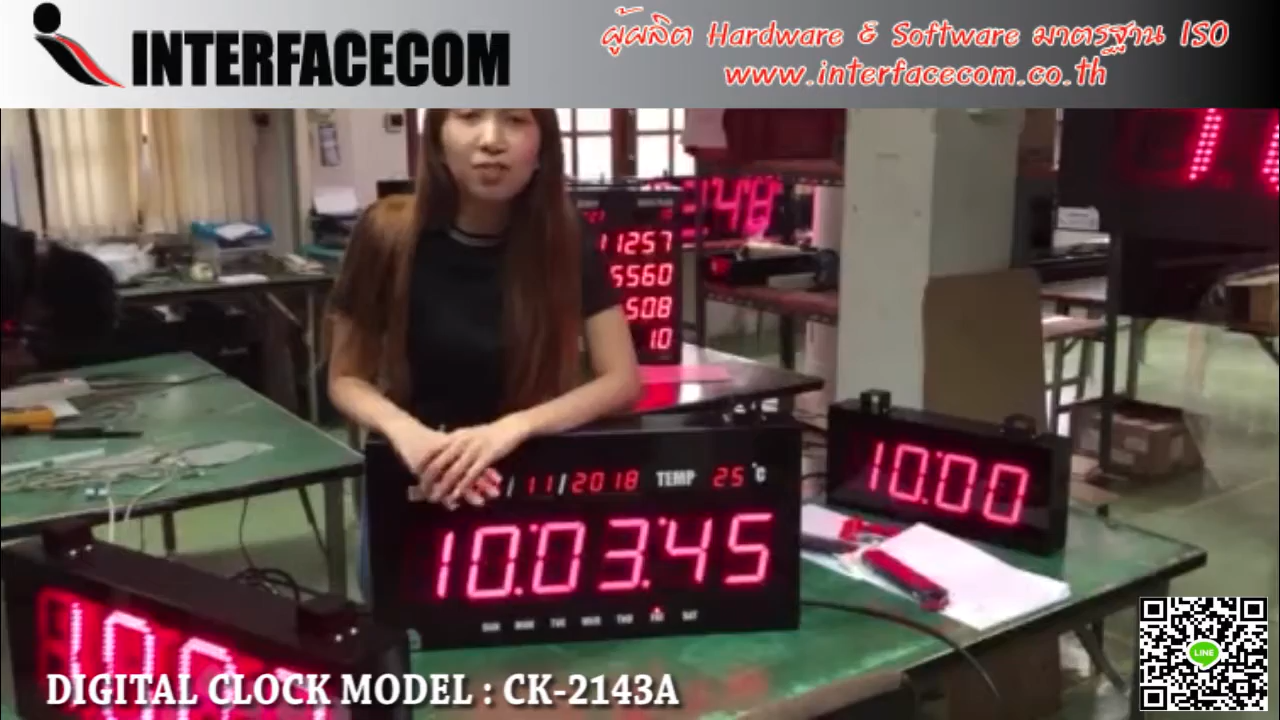 INTERFACECOM
ผู้ผลิต Hardware & Software มาตรฐาน ISO
www.interfacecom.co.th
11257
5560
508
10
/11/2018 TEMP 25 °C
10:03:45
SUN MON TUE WED THU FRI SAT
10:00
LINE
DIGITAL CLOCK MODEL : CK-2143A